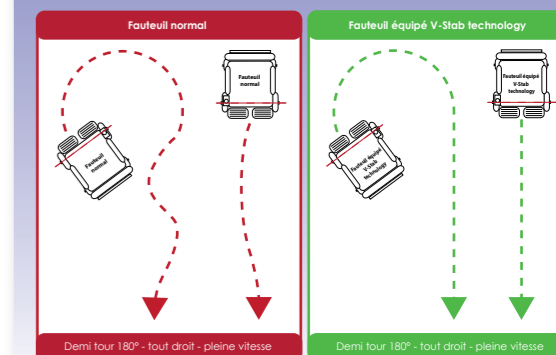 Fauteuil normal
Fauteuil
normal
Fauteuil
normal
Demi tour 180° - tout droit - pleine vitesse
Fauteuil équipé V-Stab technology
Fauteuil équipé
V-Stab
technology
Fauteuil équipé
V-Stab
technology
Demi tour 180° - tout droit - pleine vitesse